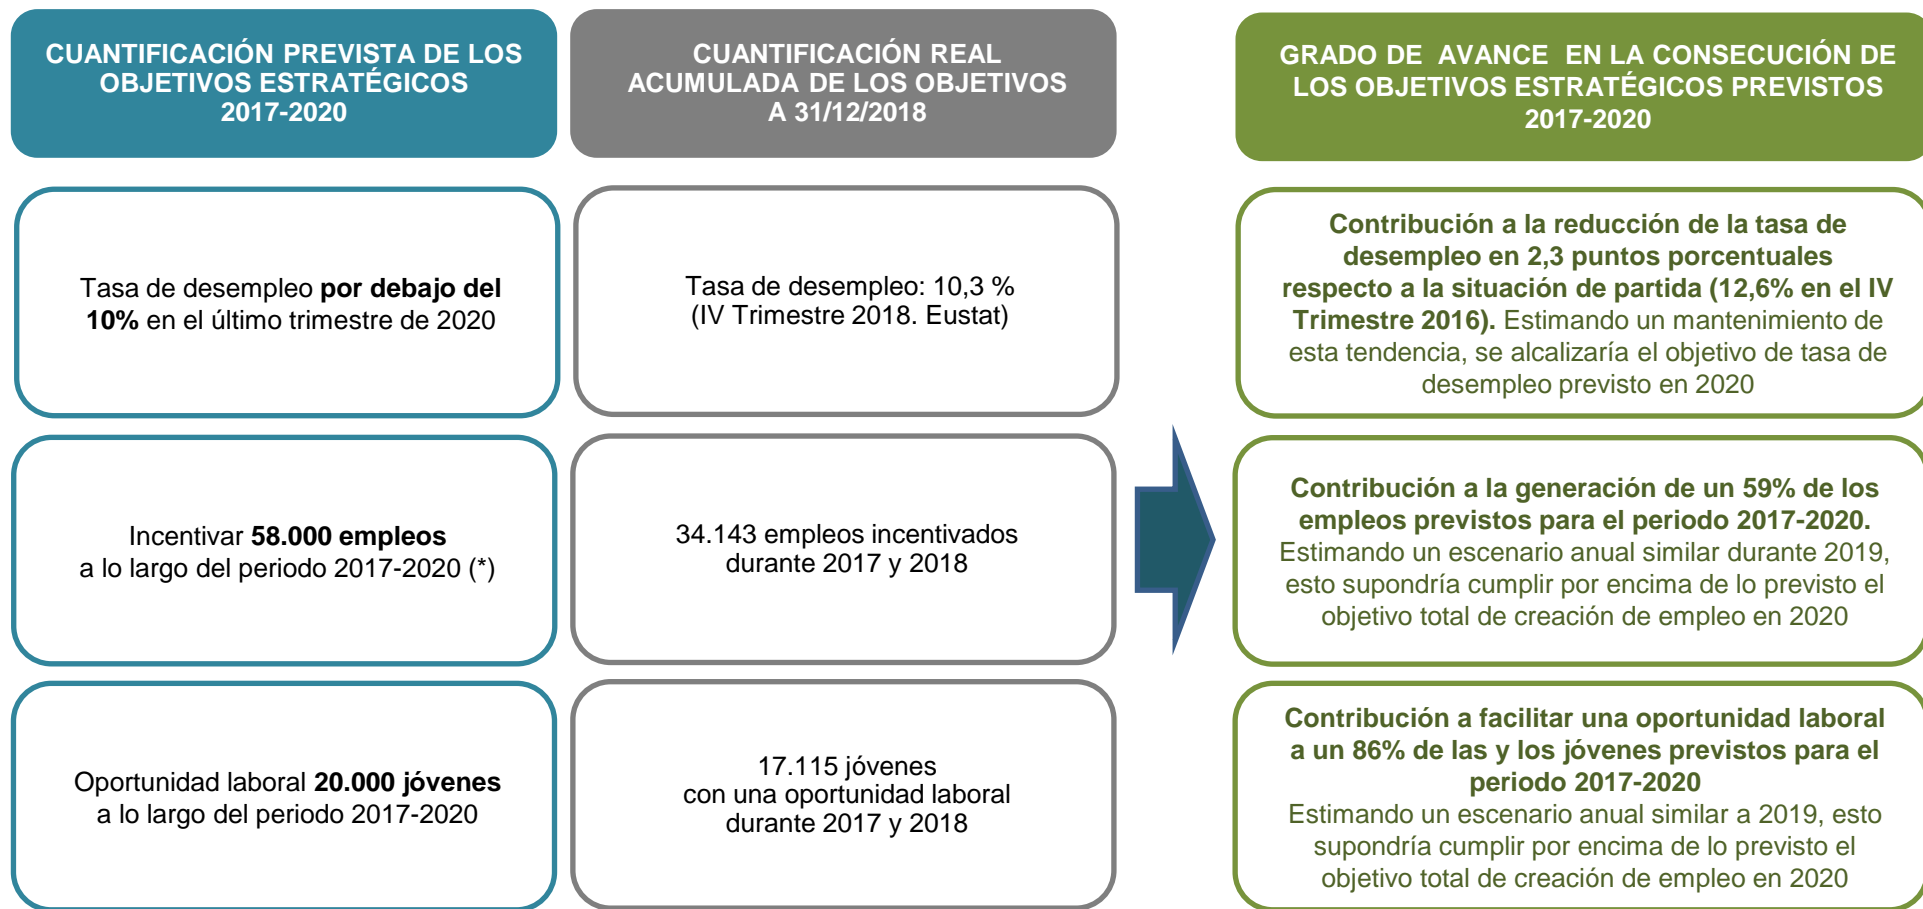 CUANTIFICACIÓN PREVISTA DE LOS
OBJETIVOS ESTRATÉGICOS
2017-2020
CUANTIFICACIÓN REAL
ACUMULADA DE LOS OBJETIVOS
A 31/12/2018
GRADO DE AVANCE EN LA CONSECUCIÓN DE
LOS OBJETIVOS ESTRATÉGICOS PREVISTOS
2017-2020
Tasa de desempleo por debajo del
10% en el último trimestre de 2020
Tasa de desempleo: 10,3 %
(IV Trimestre 2018. Eustat)
Contribución a la reducción de la tasa de
desempleo en 2,3 puntos porcentuales
respecto a la situación de partida (12,6% en el IV
Trimestre 2016). Estimando un mantenimiento de
esta tendencia, se alcalizaría el objetivo de tasa de
desempleo previsto en 2020
Incentivar 58.000 empleos
a lo largo del periodo 2017-2020 (*)
34.143 empleos incentivados
durante 2017 y 2018
Contribución a la generación de un 59% de los
empleos previstos para el periodo 2017-2020.
Estimando un escenario anual similar durante 2019,
esto supondría cumplir por encima de lo previsto el
objetivo total de creación de empleo en 2020
Oportunidad laboral 20.000 jóvenes
a lo largo del periodo 2017-2020
17.115 jóvenes
con una oportunidad laboral
durante 2017 y 2018
Contribución a facilitar una oportunidad laboral
a un 86% de las y los jóvenes previstos para el
periodo 2017-2020
Estimando un escenario anual similar a 2019, esto
supondría cumplir por encima de lo previsto el
objetivo total de creación de empleo en 2020